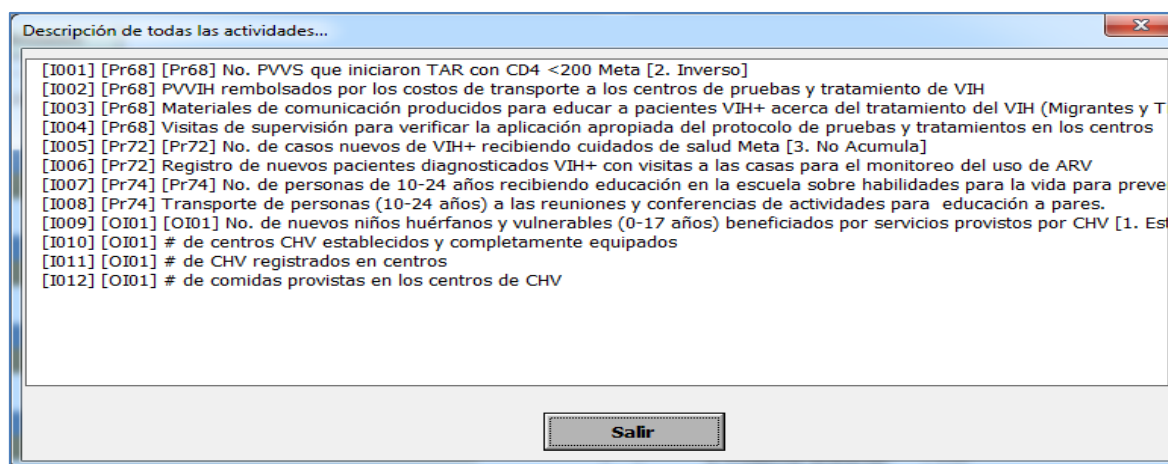 Descripción de todas las actividades...
[I001] [Pr68] [Pr68] No. PVVS que iniciaron TAR con CD4 <200 Meta [2. Inverso]
[I002] [Pr68] PVVIH rembolsados por los costos de transporte a los centros de pruebas y tratamiento de VIH
[I003] [Pr68] Materiales de comunicación producidos para educar a pacientes VIH+ acerca del tratamiento del VIH (Migrantes y T
[I004] [Pr68] Visitas de supervisión para verificar la aplicación apropiada del protocolo de pruebas y tratamientos en los centros
[I005] [Pr72] [Pr72] No. de casos nuevos de VIH+ recibiendo cuidados de salud Meta [3. No Acumula]
[I006] [Pr72] Registro de nuevos pacientes diagnosticados VIH+ con visitas a las casas para el monitoreo del uso de ARV
[I007] [Pr74] [Pr74] No. de personas de 10-24 años recibiendo educación en la escuela sobre habilidades para la vida para preve
[I008] [Pr74] Transporte de personas (10-24 años) a las reuniones y conferencias de actividades para educación a pares.
[I009] [OI01] [OI01] No. de nuevos niños huérfanos y vulnerables (0-17 años) beneficiados por servicios provistos por CHV [1. Est
[I010] [OI01] # de centros CHV establecidos y completamente equipados
[I011] [OI01] # de CHV registrados en centros
[I012] [OI01] # de comidas provistas en los centros de CHV
Salir